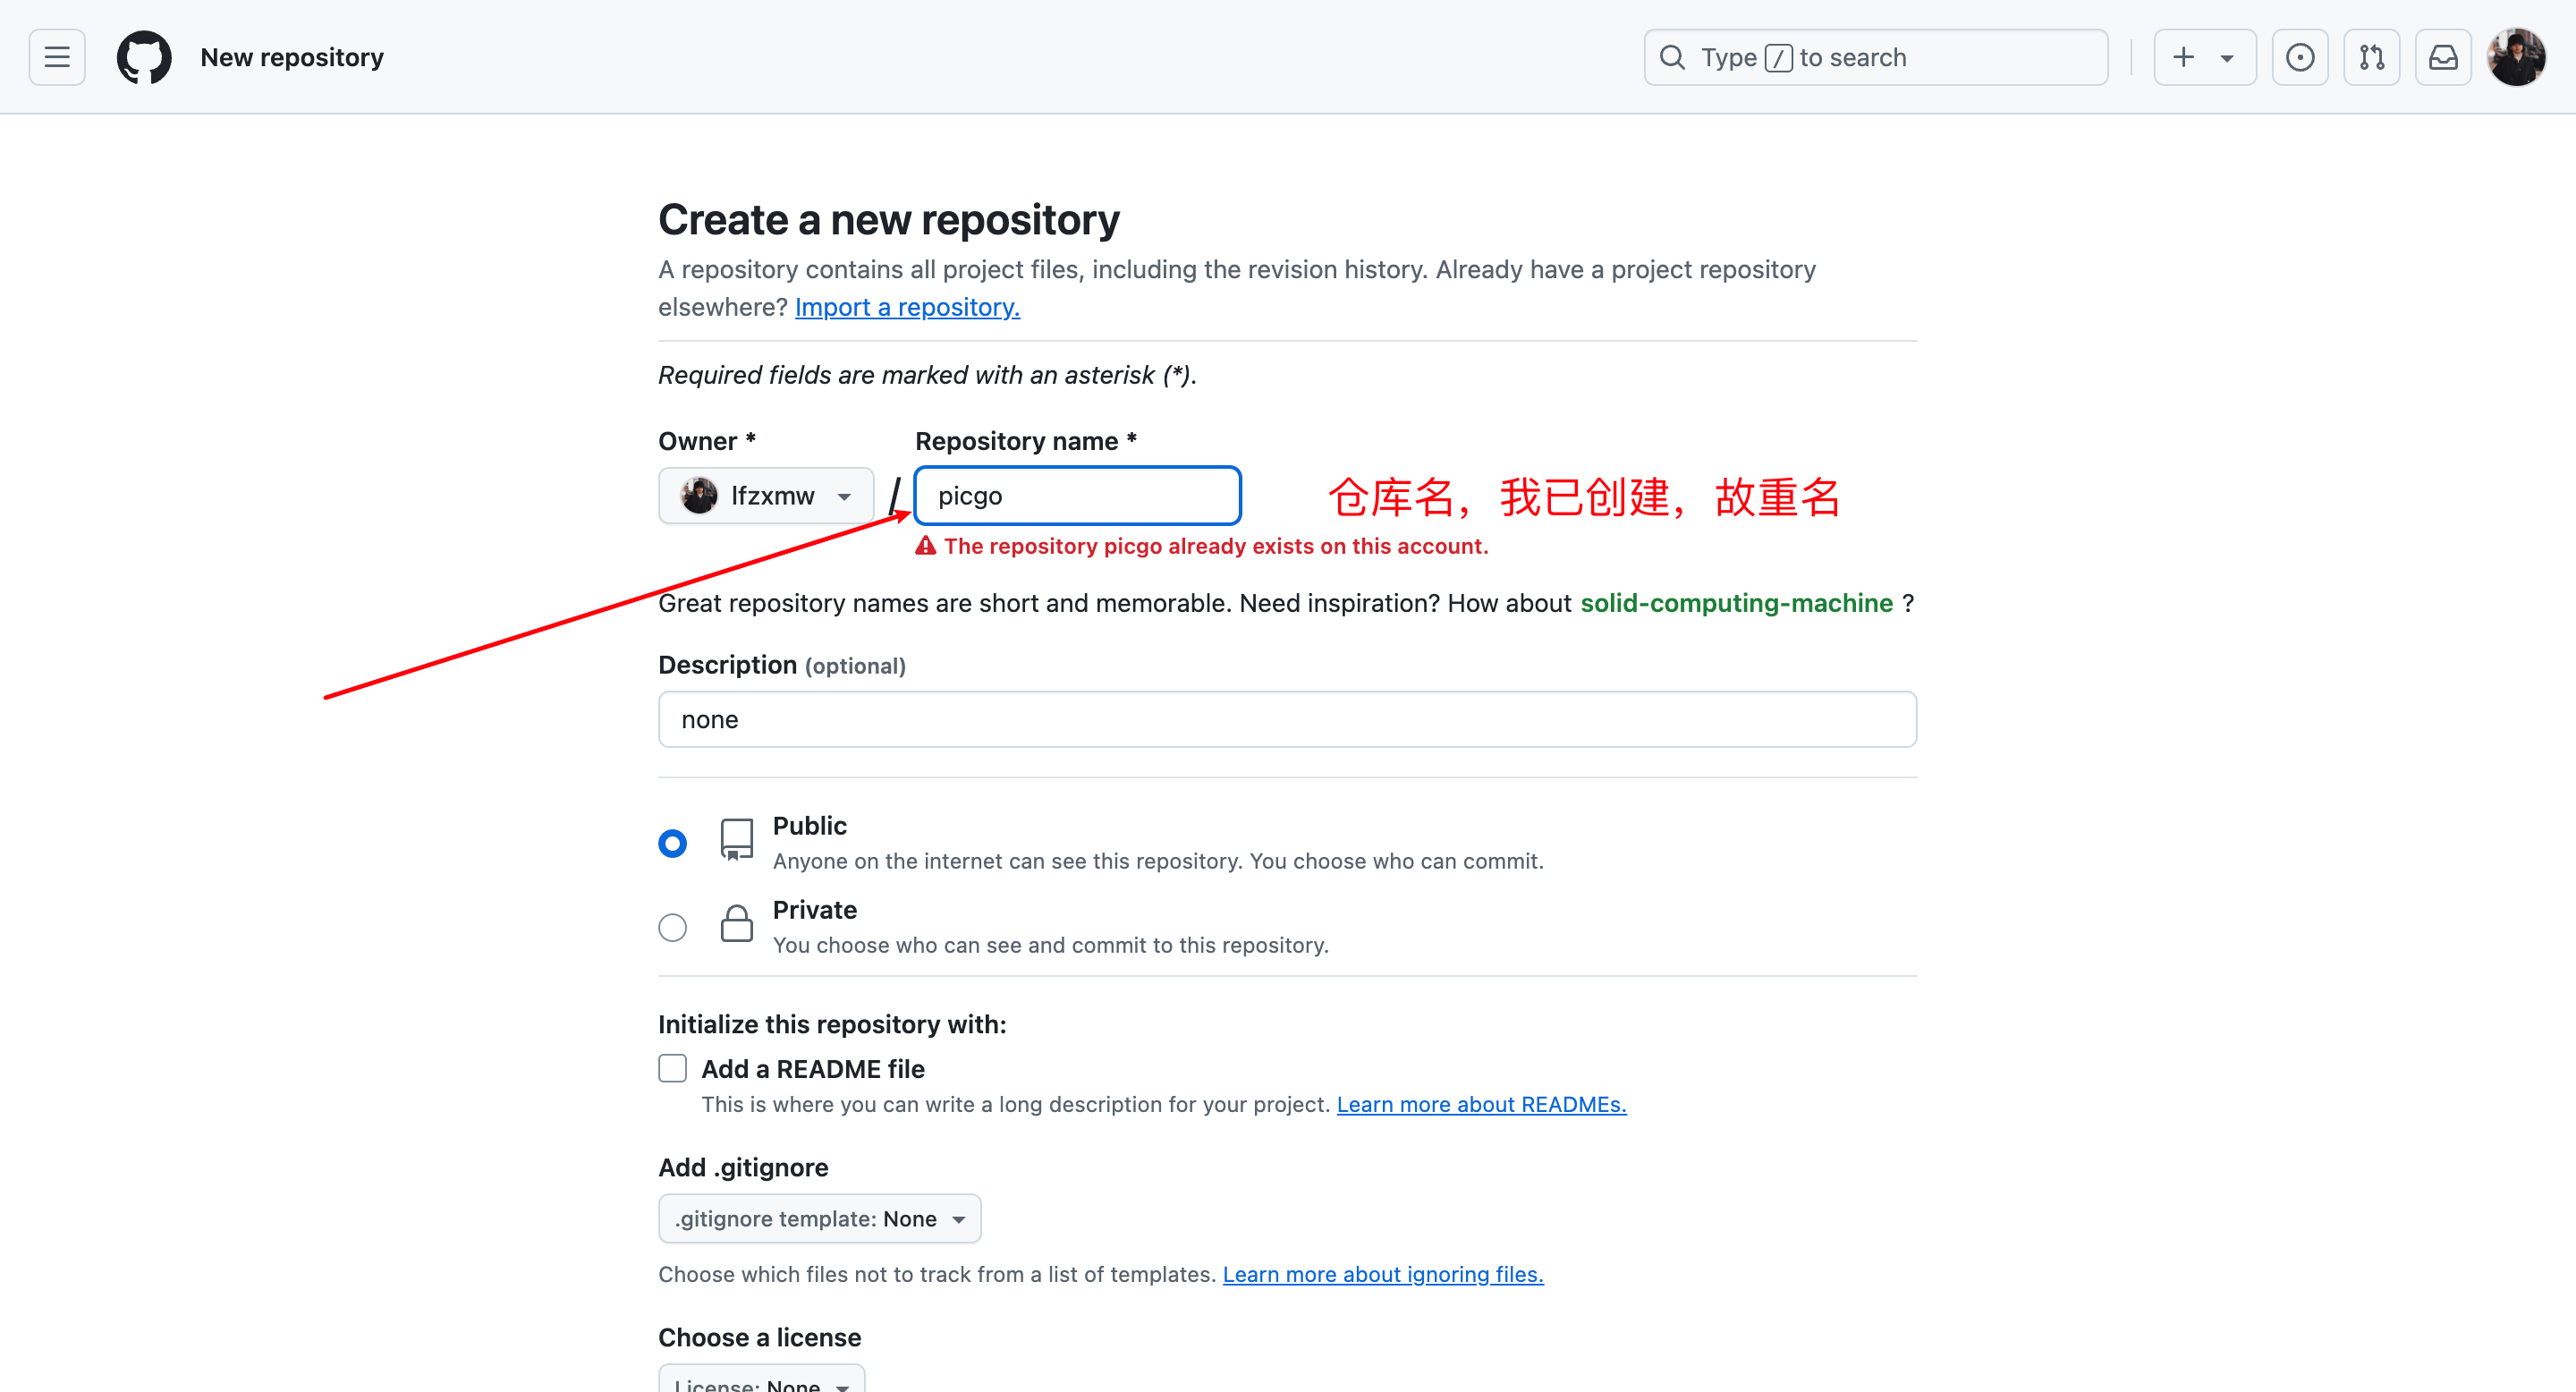 New repository
Type / to search
Create a new repository
A repository contains all project files, including the revision history. Already have a project repository
elsewhere? Import a repository.
Required fields are marked with an asterisk (*).
Owner *
Repository name *
lfzxmw
/
picgo
仓库名，我已创建，故重名
The repository picgo already exists on this account.
Great repository names are short and memorable. Need inspiration? How about solid-computing-machine ?
Description (optional)
none
Public
Anyone on the internet can see this repository. You choose who can commit.
Private
You choose who can see and commit to this repository.
Initialize this repository with:
Add a README file
This is where you can write a long description for your project. Learn more about READMEs.
Add .gitignore
.gitignore template: None
Choose which files not to track from a list of templates. Learn more about ignoring files.
Choose a license
License: None